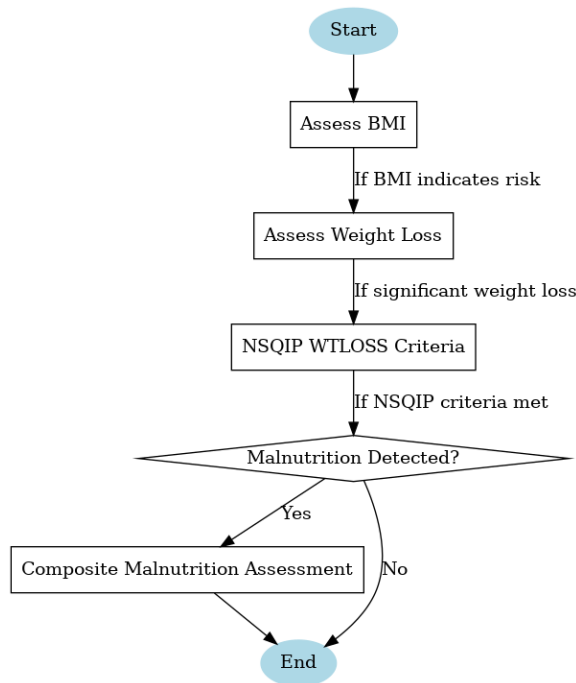 Start
Assess BMI
If BMI indicates risk
Assess Weight Loss
If significant weight loss
NSQIP WTLOSS Criteria
If NSQIP criteria met
Malnutrition Detected?
Yes
Composite Malnutrition Assessment
No
End